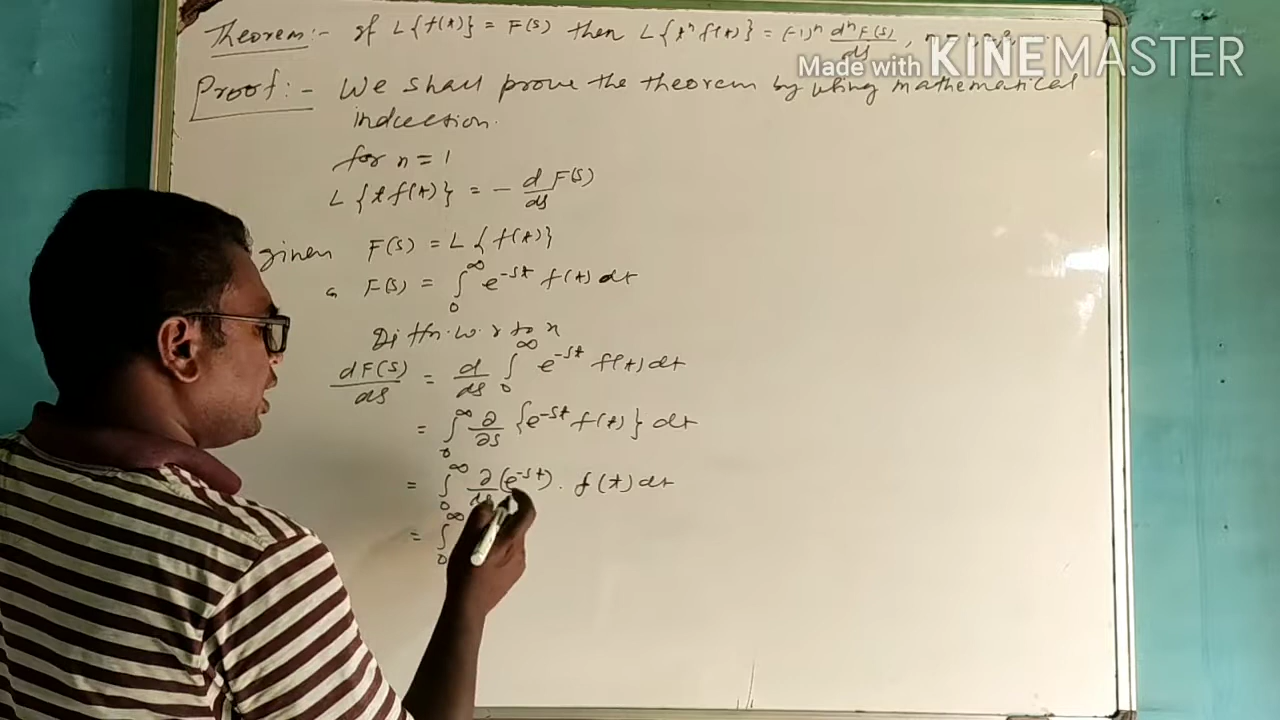 Theorem:- If L{f(t)} = F(s) then L{tⁿ f(t)} = (-1)ⁿ dⁿF(s)/ds, n =
Made with KINEMASTER
Proof:- We shall prove the theorem by using mathematical
induction.
for n = 1
L{t f(t)} = - d/ds F(s)
given F(s) = L{f(t)}
F(s) = ∫₀^∞ e^-st f(t) dt
Diffn. w. r to x
dF(s)/ds = d/ds ∫₀^∞ e^-st f(t) dt
= ∫₀^∞ ∂/∂s {e^-st f(t)} dt
= ∫₀^∞ ∂/∂s (e^-st). f(t) dt
= ∫₀^∞